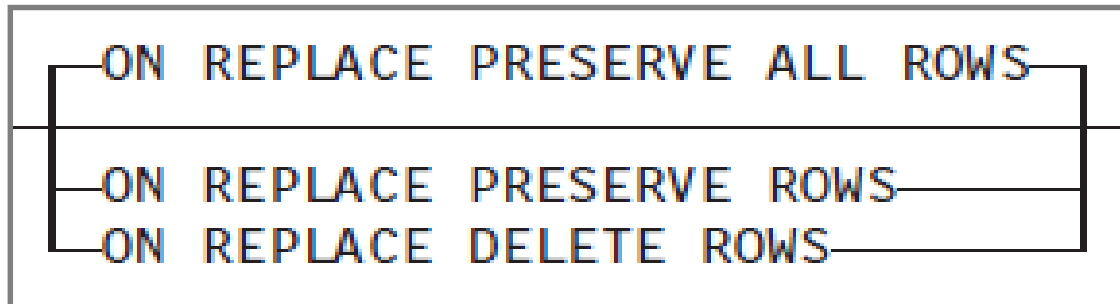 ON REPLACE PRESERVE ALL ROWS
ON REPLACE PRESERVE ROWS
ON REPLACE DELETE ROWS